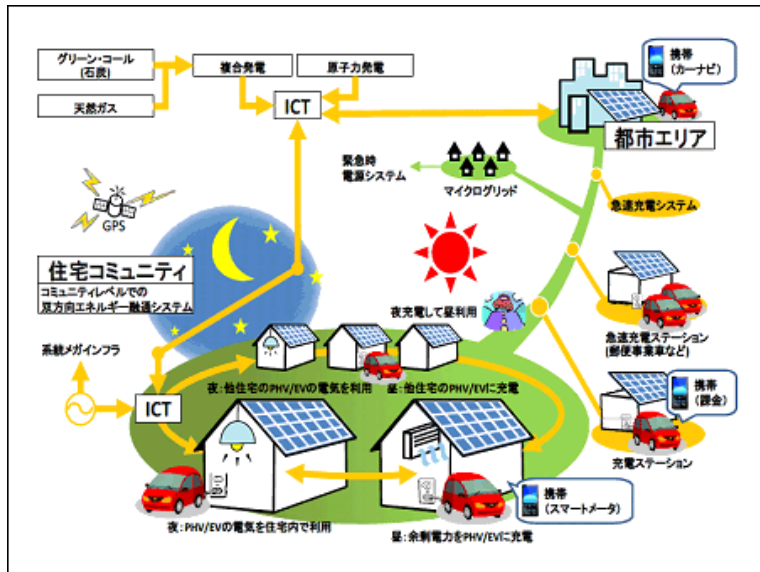 グリーン・コール
(石炭)
複合発電
原子力発電
天然ガス
ICT
携帯
(カーナビ)
都市エリア
緊急時
電源システム
マイクログリッド
急速充電システム
GPS
住宅コミュニティ
コミュニティレベルでの
双方向エネルギー融通システム
夜充電して昼利用
急速充電ステーション
(郵便事業車など)
系統メガインフラ
ICT
夜:他住宅のPHV/EVの電気を利用
昼:他住宅のPHV/EVに充電
携帯
(課金)
充電ステーション
携帯
(スマートメータ)
夜:PHV/EVの電気を住宅内で利用
昼:余剰電力をPHV/EVに充電